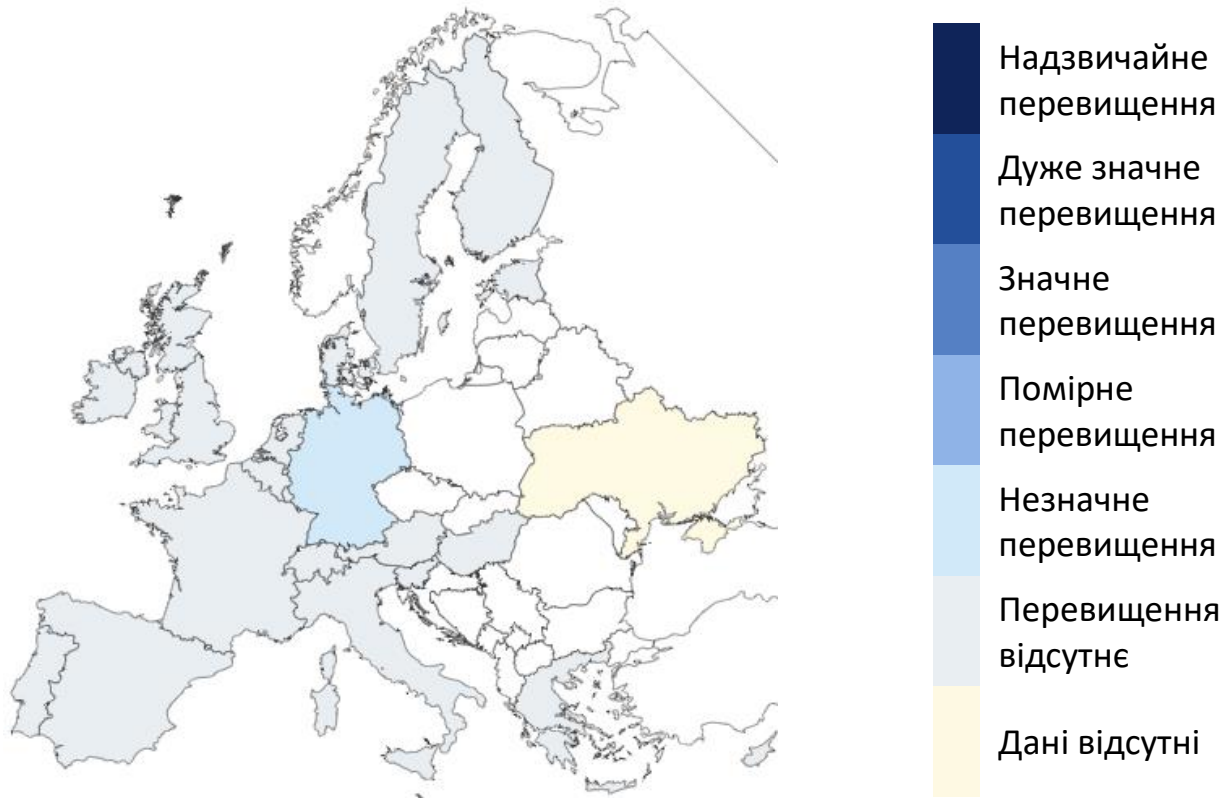 Надзвичайне
перевищення
Дуже значне
перевищення
Значне
перевищення
Помірне
перевищення
Незначне
перевищення
Перевищення
відсутнє
Дані відсутні